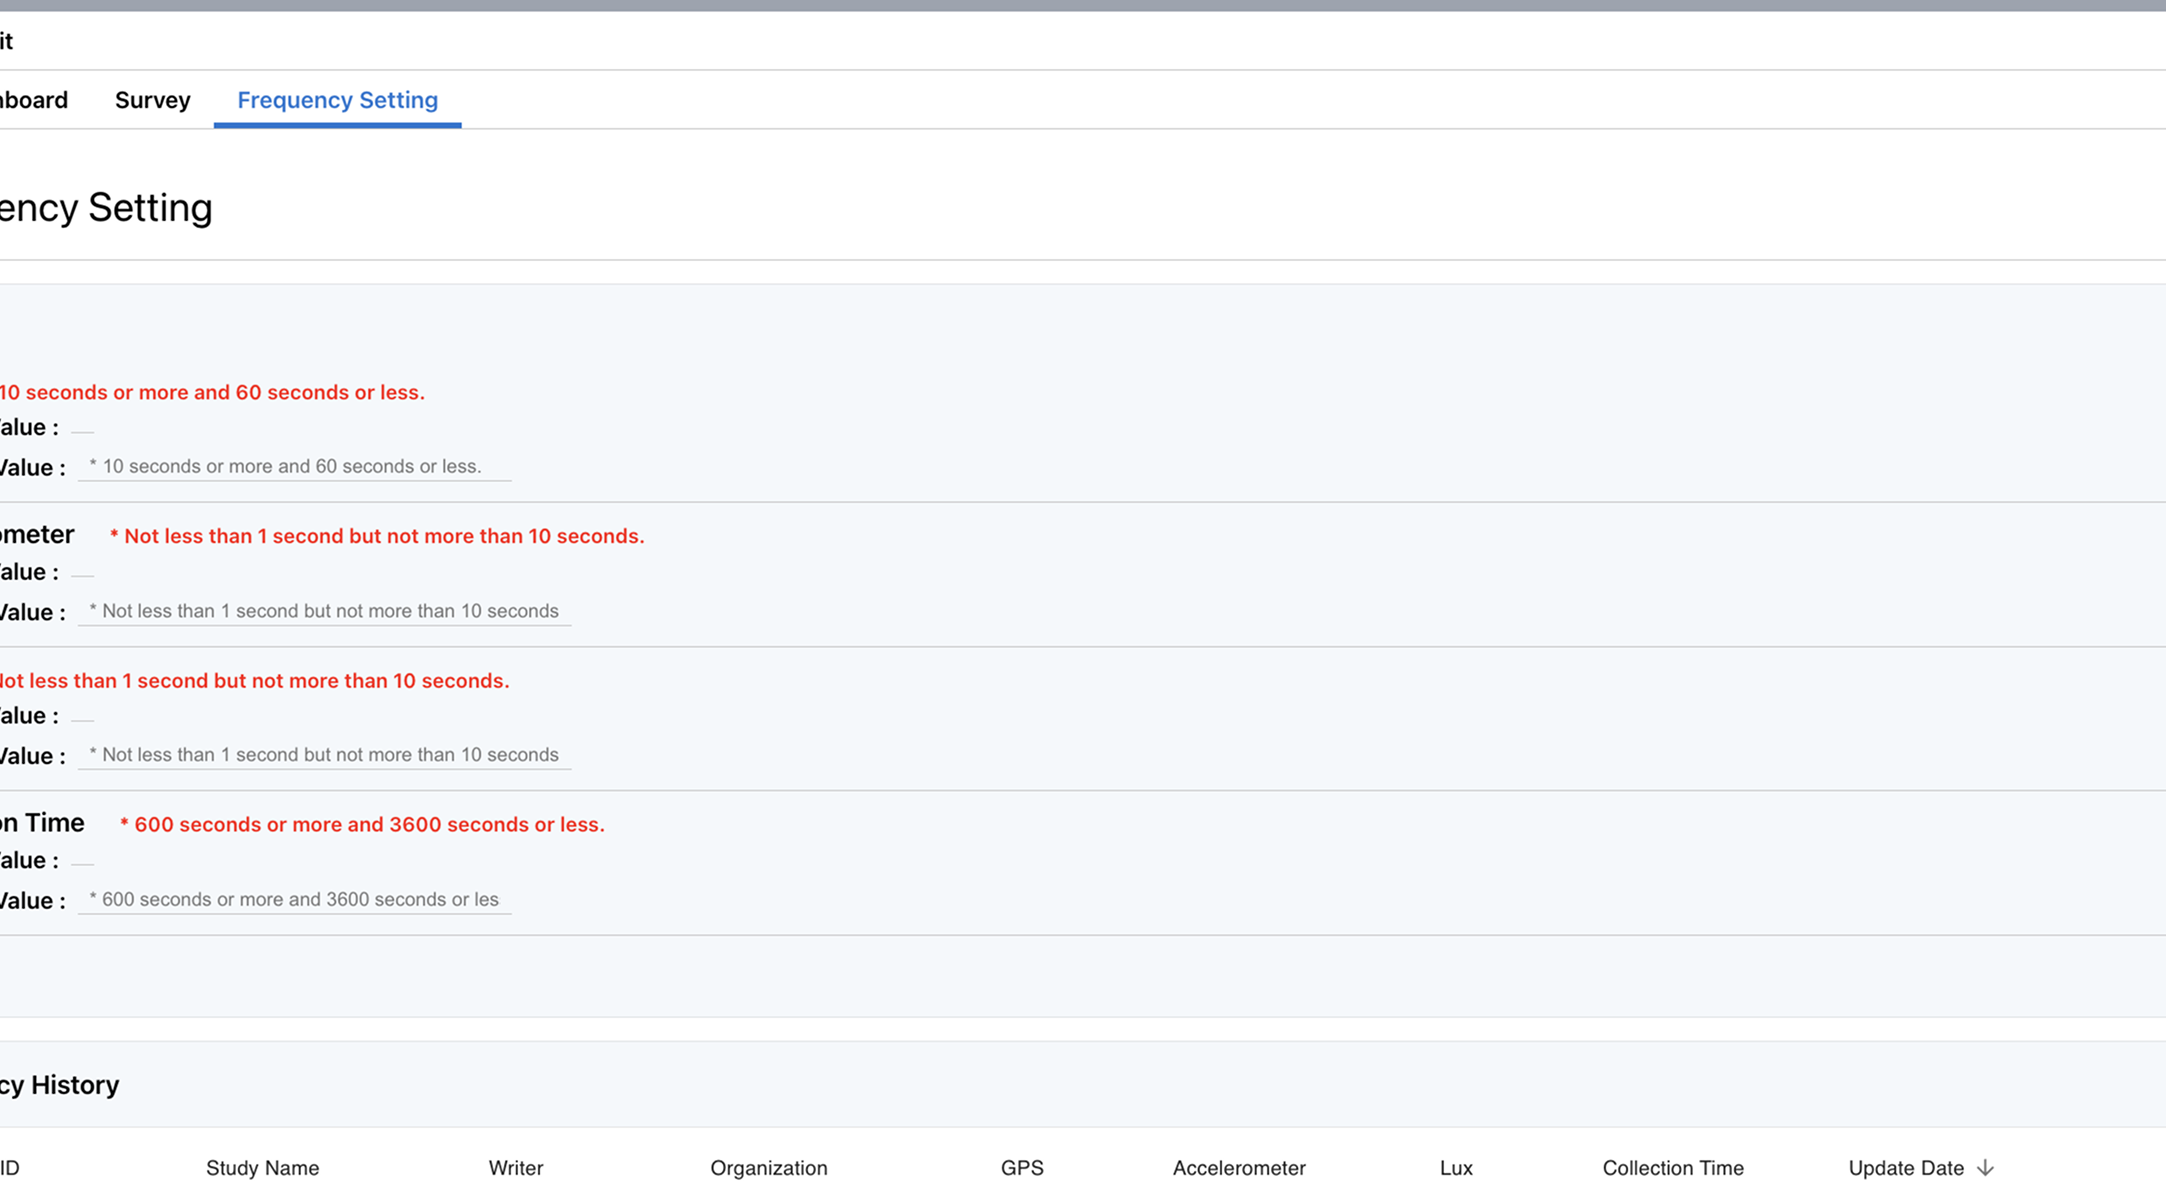 it
board Survey Frequency Setting
ency Setting
10 seconds or more and 60 seconds or less.
alue :
Value : * 10 seconds or more and 60 seconds or less.
ometer * Not less than 1 second but not more than 10 seconds.
alue :
Value : * Not less than 1 second but not more than 10 seconds
Not less than 1 second but not more than 10 seconds.
alue :
Value : * Not less than 1 second but not more than 10 seconds
on Time * 600 seconds or more and 3600 seconds or less.
alue :
Value : * 600 seconds or more and 3600 seconds or les
cy History
ID Study Name Writer Organization GPS Accelerometer Lux Collection Time Update Date ↓